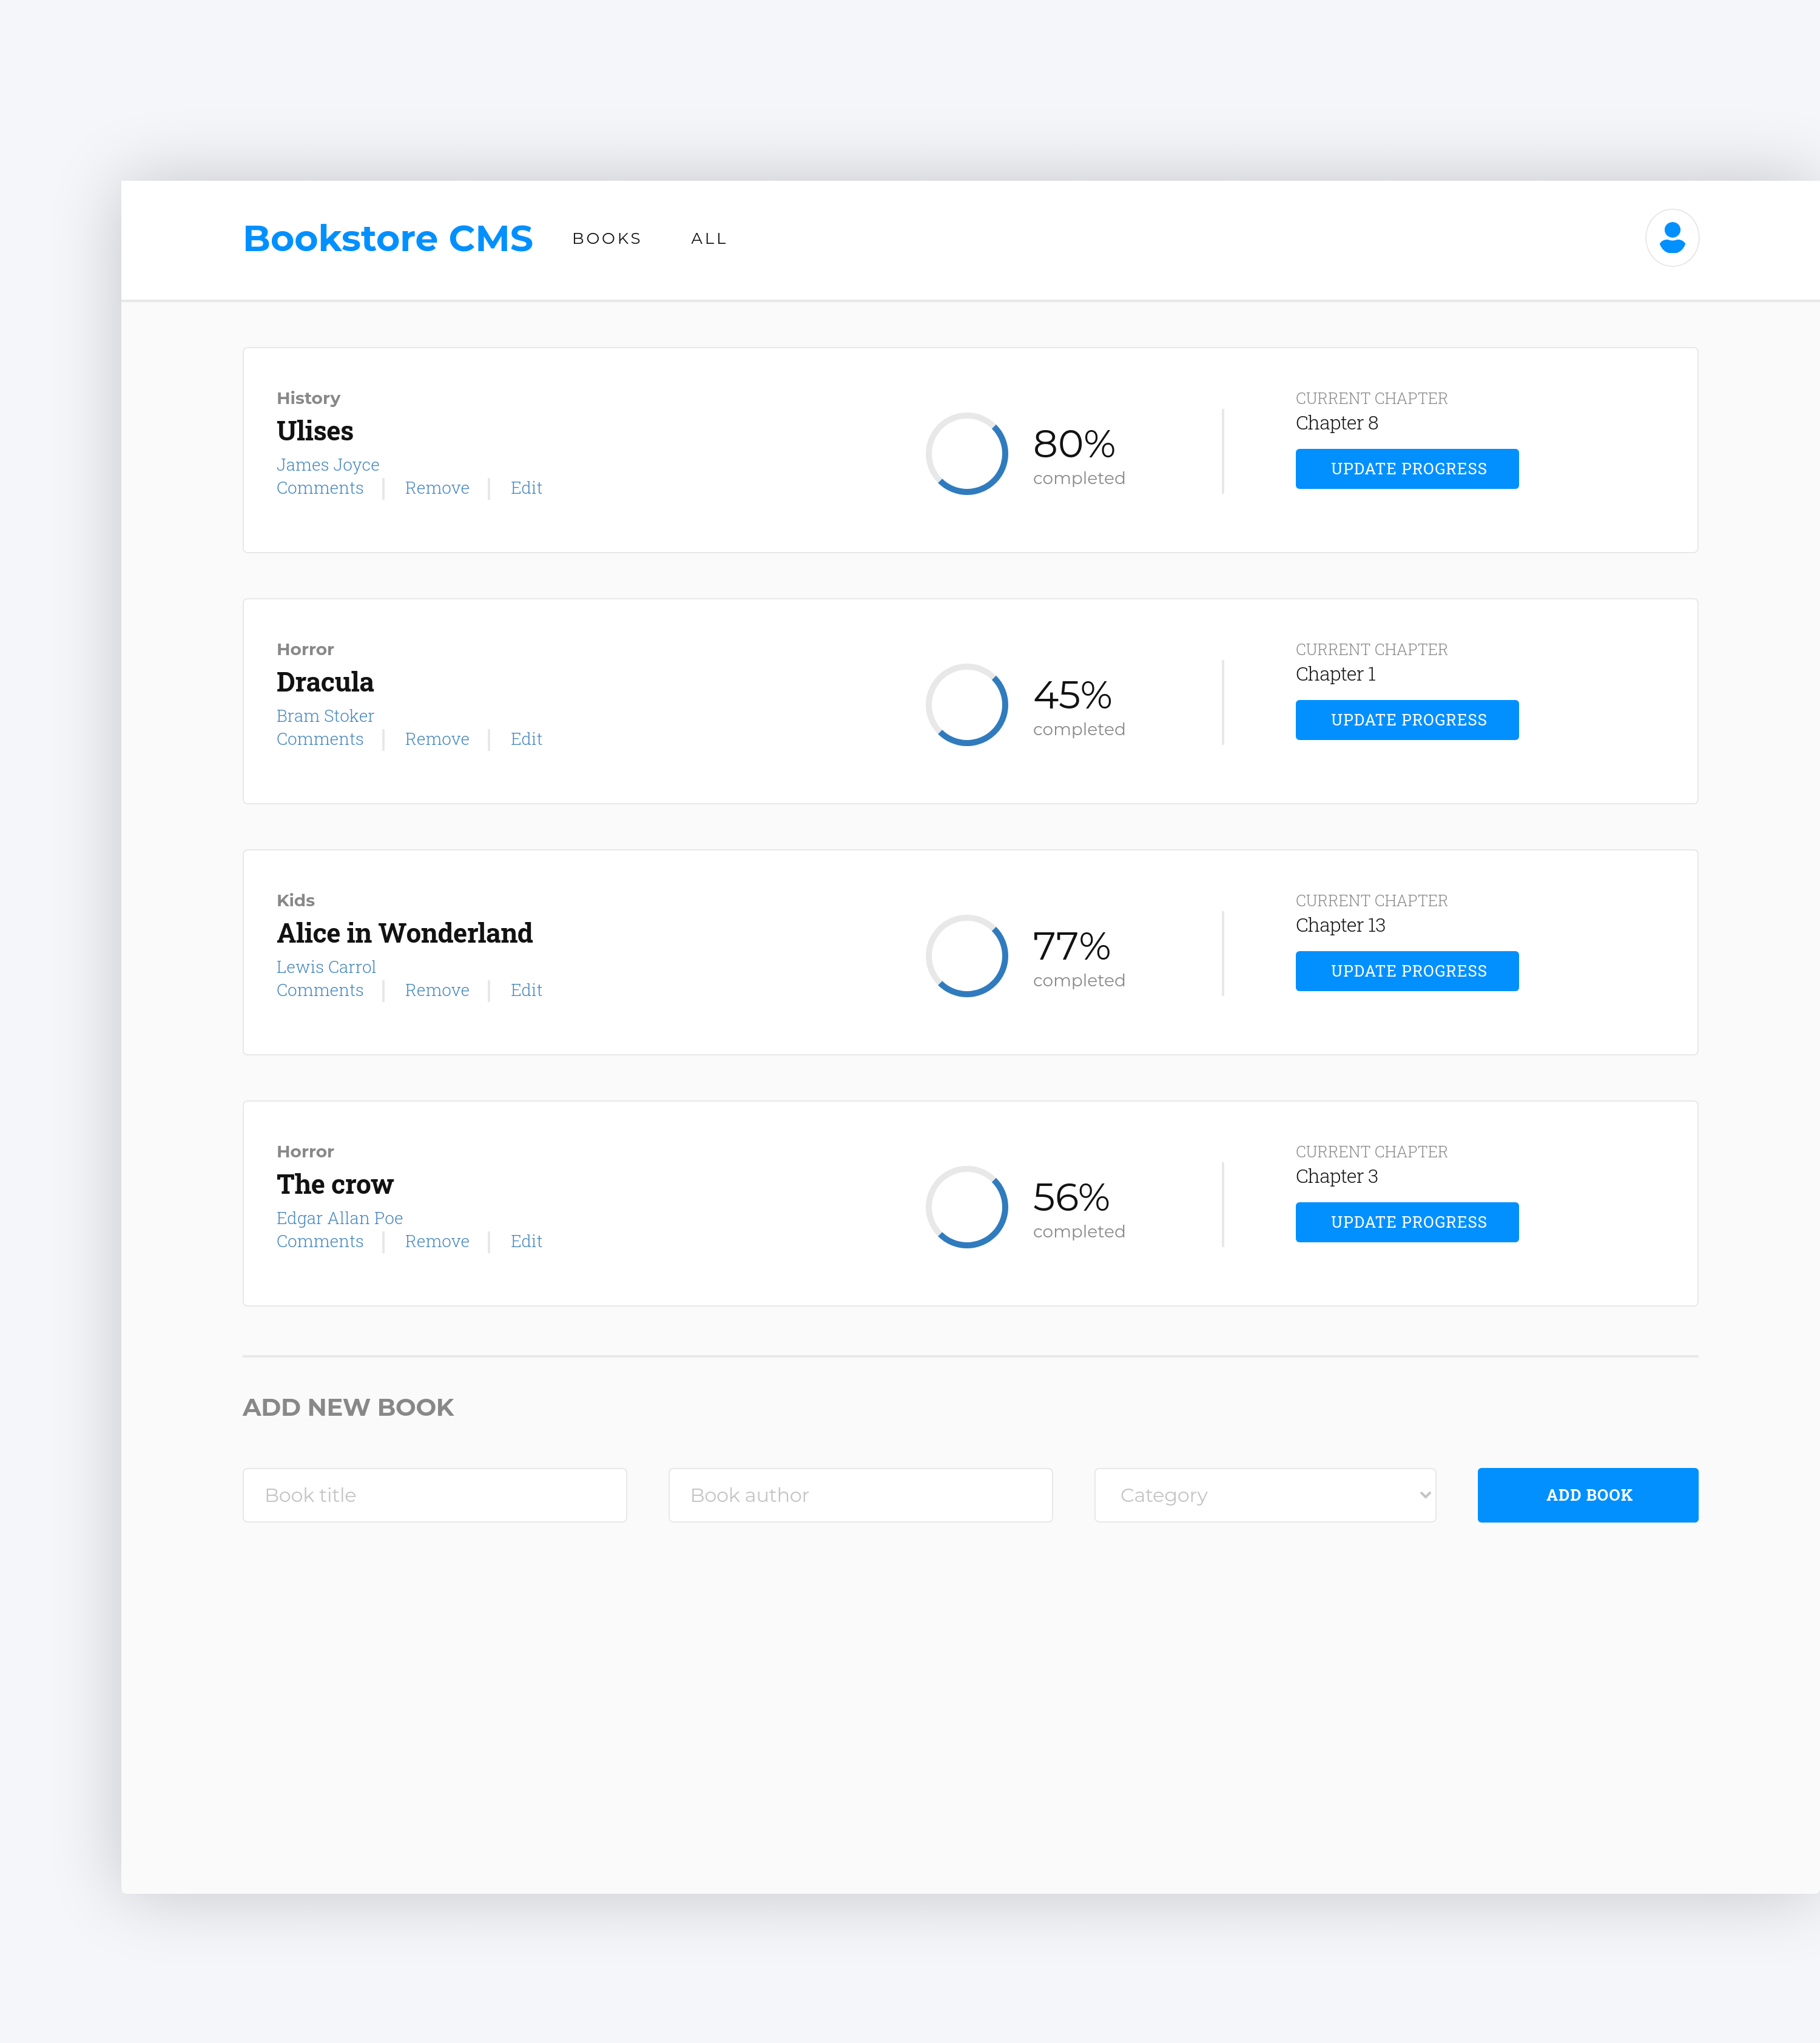 Bookstore CMS BOOKS ALL
History
Ulises
James Joyce
Comments Remove Edit
80%
completed
CURRENT CHAPTER
Chapter 8
UPDATE PROGRESS
Horror
Dracula
Bram Stoker
Comments Remove Edit
45%
completed
CURRENT CHAPTER
Chapter 1
UPDATE PROGRESS
Kids
Alice in Wonderland
Lewis Carrol
Comments Remove Edit
77%
completed
CURRENT CHAPTER
Chapter 13
UPDATE PROGRESS
Horror
The crow
Edgar Allan Poe
Comments Remove Edit
56%
completed
CURRENT CHAPTER
Chapter 3
UPDATE PROGRESS
ADD NEW BOOK
Book title Book author Category ADD BOOK